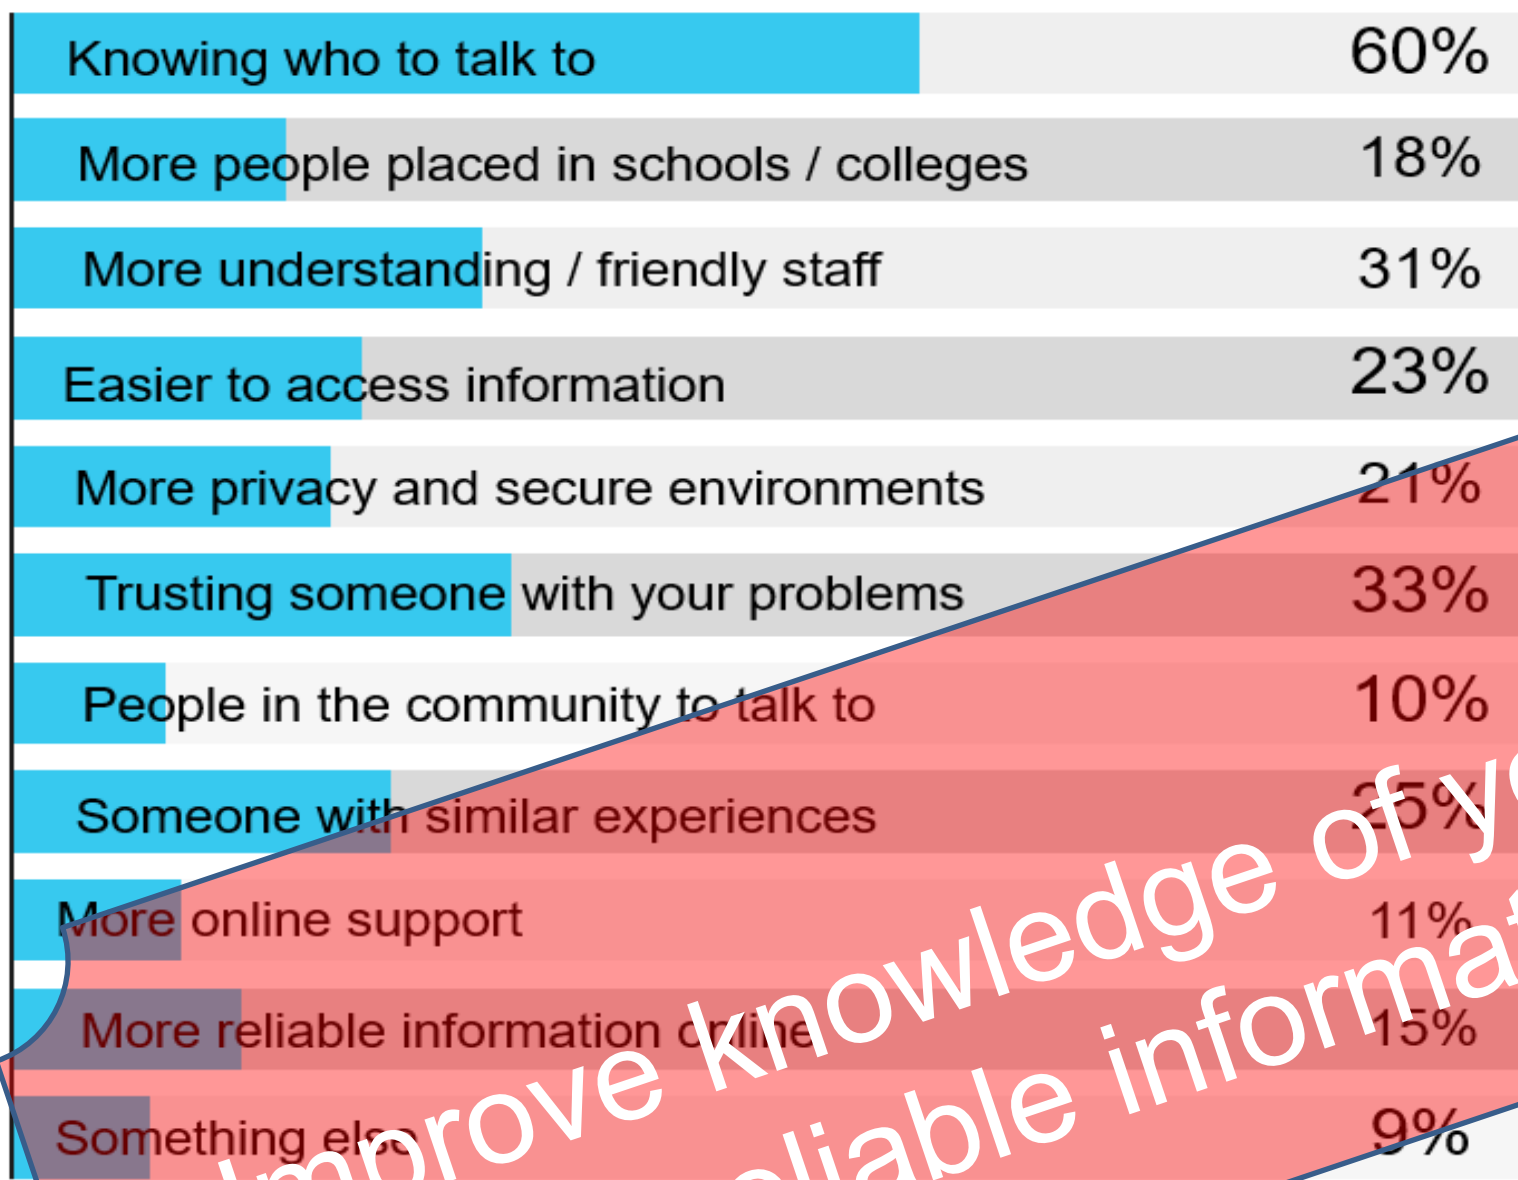 Knowing who to talk to 60%
More people placed in schools / colleges 18%
More understanding / friendly staff 31%
Easier to access information 23%
More privacy and secure environments 21%
Trusting someone with your problems 33%
People in the community to talk to 10%
Someone with similar experiences 25%
More online support 11%
More reliable information online 15%
Something else 9%
Improve knowledge of